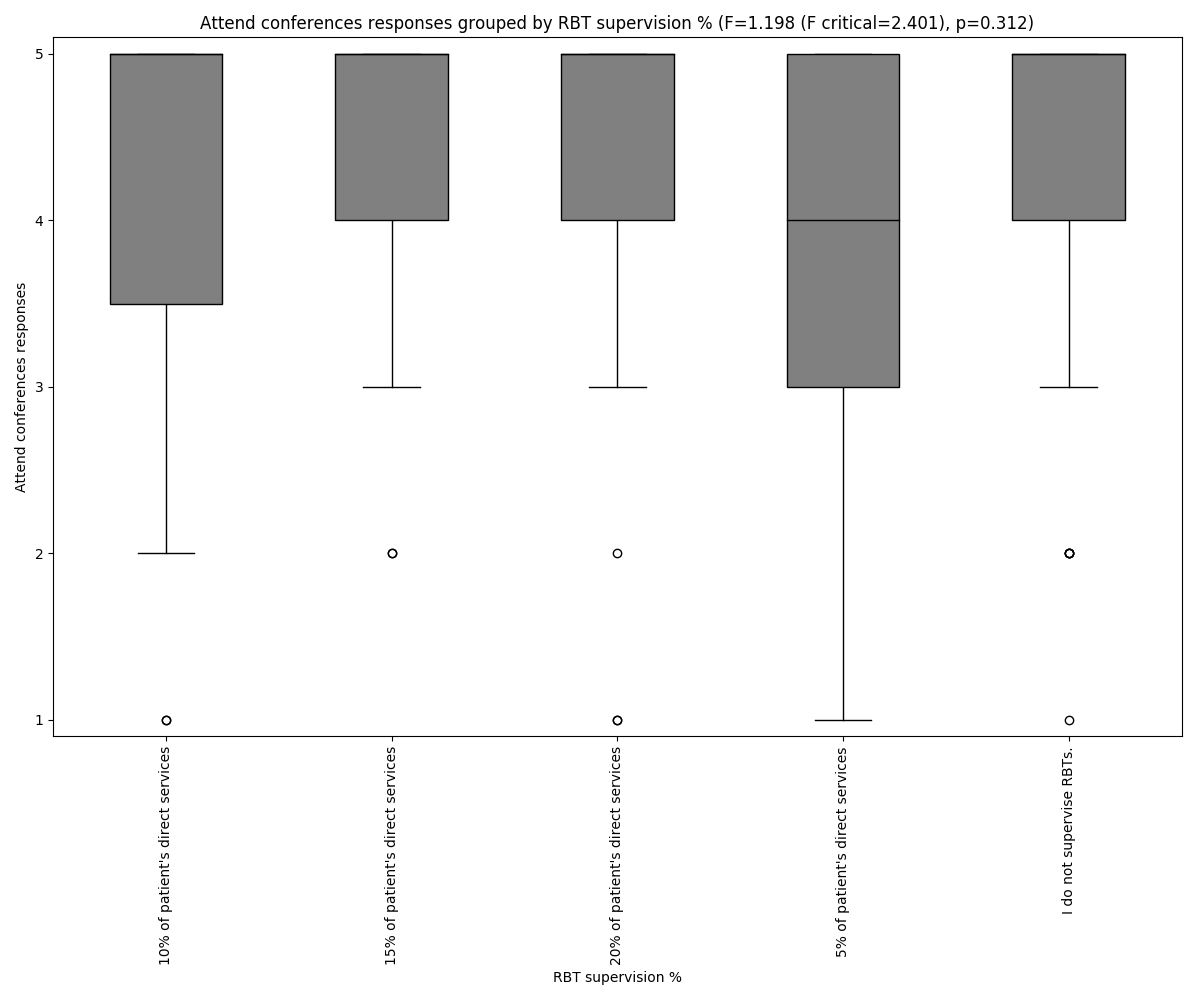 Attend conferences responses grouped by RBT supervision % (F=1.198 (F critical=2.401), p=0.312)
Attend conferences responses
5
4
3
2
1
10% of patient's direct services
15% of patient's direct services
20% of patient's direct services
5% of patient's direct services
I do not supervise RBTs.
RBT supervision %